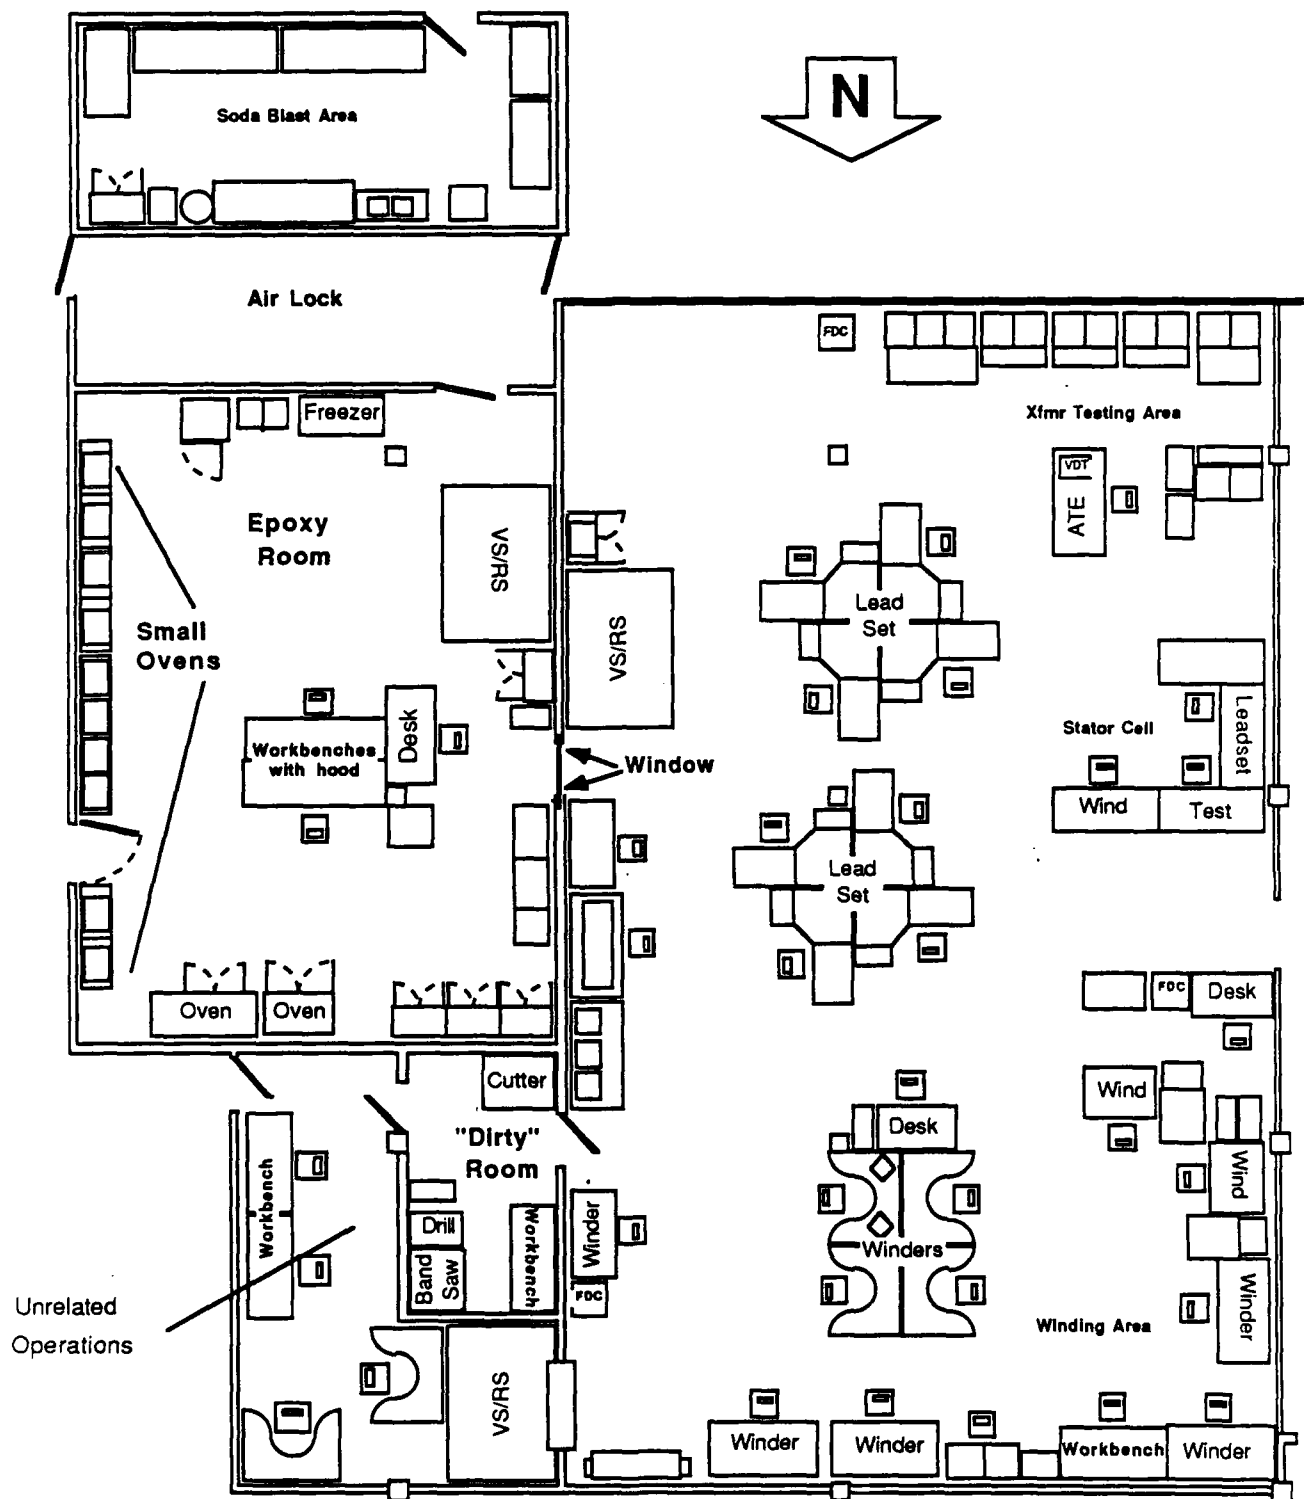 N
Soda Blast Area
Air Lock
FDC
Freezer
Xfmr Testing Area
VDT
ATE
Epoxy
Room
VS/RS
Lead
Set
Small
Ovens
VS/RS
Leadset
Desk
Stator Cell
Workbenches
with hood
Window
Wind
Test
Lead
Set
FDC
Desk
Oven
Oven
Cutter
Wind
Desk
"Dirty"
Room
Wind
Workbench
Drill
Workbench
Winder
Winders
Band
Saw
FDC
Winder
Unrelated
Operations
Winding Area
VS/RS
Winder
Winder
Workbench
Winder